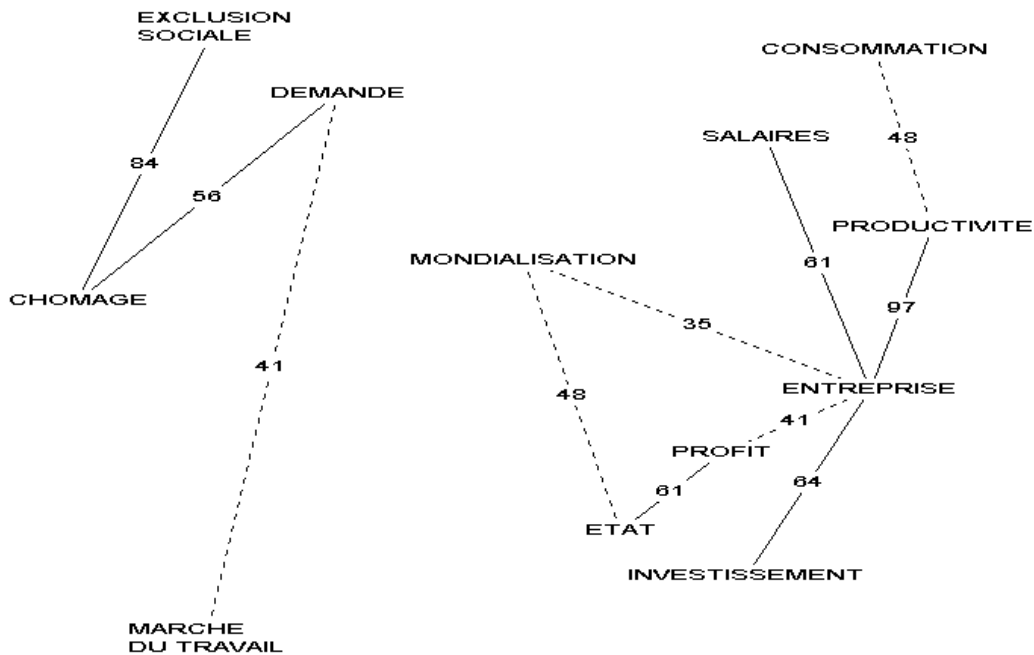 EXCLUSION
SOCIALE
CONSOMMATION
DEMANDE
SALAIRES
48
84
56
PRODUCTIVITE
MONDIALISATION
61
CHOMAGE
97
35
41
ENTREPRISE
48
41
PROFIT
61
64
ETAT
INVESTISSEMENT
MARCHE
DU TRAVAIL